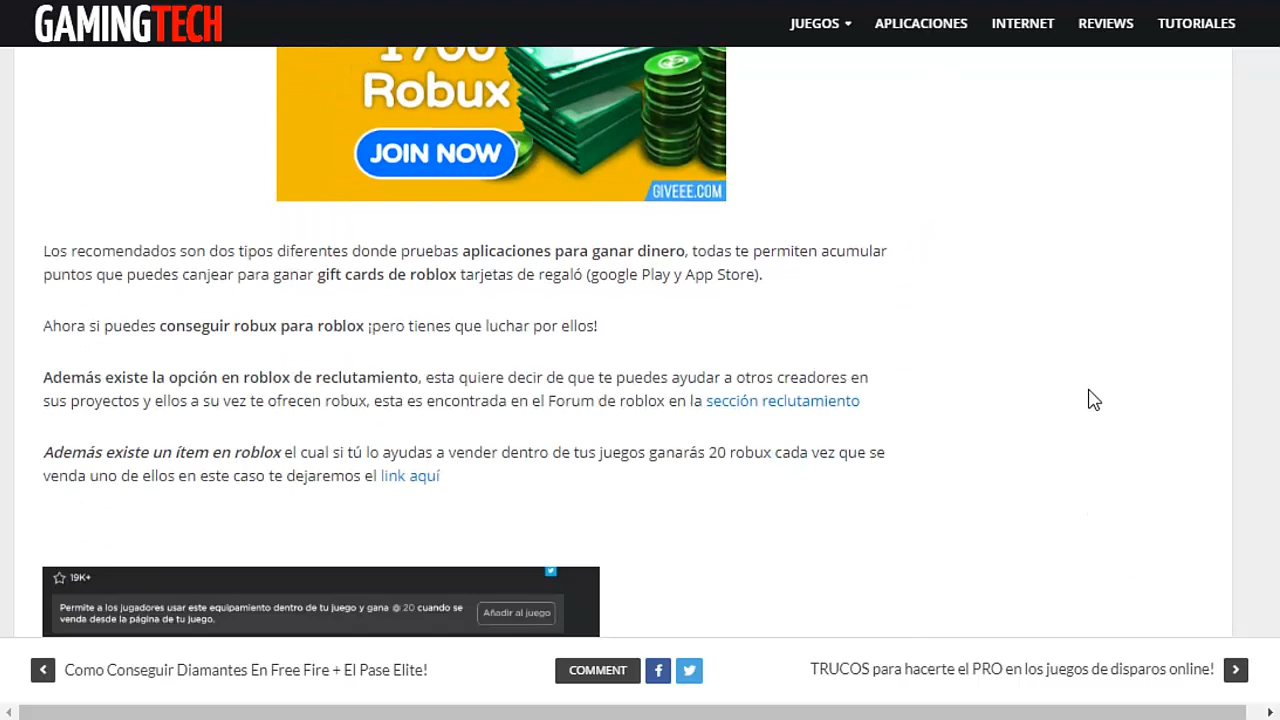 GAMINGTECH
JUEGOS
APLICACIONES
INTERNET
REVIEWS
TUTORIALES
1700
Robux
JOIN NOW
GIVEEE.COM
Los recomendados son dos tipos diferentes donde pruebas aplicaciones para ganar dinero, todas te permiten acumular
puntos que puedes canjear para ganar gift cards de roblox tarjetas de regaló (google Play y App Store).
Ahora si puedes conseguir robux para roblox ¡pero tienes que luchar por ellos!
Además existe la opción en roblox de reclutamiento, esta quiere decir de que te puedes ayudar a otros creadores en
sus proyectos y ellos a su vez te ofrecen robux, esta es encontrada en el Forum de roblox en la sección reclutamiento
Además existe un ítem en roblox el cual si tú lo ayudas a vender dentro de tus juegos ganarás 20 robux cada vez que se
venda uno de ellos en este caso te dejaremos el link aquí
19K+
Permite a los jugadores usar este equipamiento dentro de tu juego y gana 20 cuando se
venda desde la página de tu juego.
Añadir al juego
Como Conseguir Diamantes En Free Fire + El Pase Elite!
COMMENT
TRUCOS para hacerte el PRO en los juegos de disparos online!